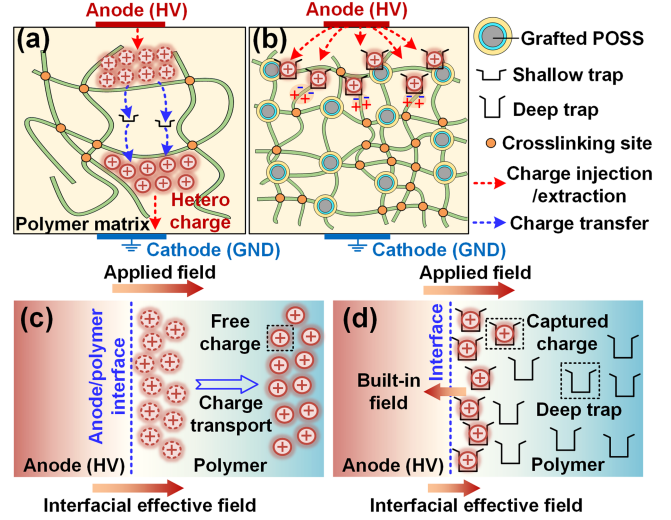 Anode (HV)
Anode (HV)
(a)
(b)
Grafted POSS
Shallow trap
Deep trap
Crosslinking site
Charge injection
/extraction
Charge transfer
Hetero
charge
Polymer matrix
Cathode (GND)
Cathode (GND)
Applied field
Applied field
(c)
Anode/polymer
interface
Free
charge
Charge
transport
Anode (HV)
Polymer
Interfacial effective field
(d)
Interface
Captured
charge
Built-in
field
Deep trap
Anode (HV)
Polymer
Interfacial effective field